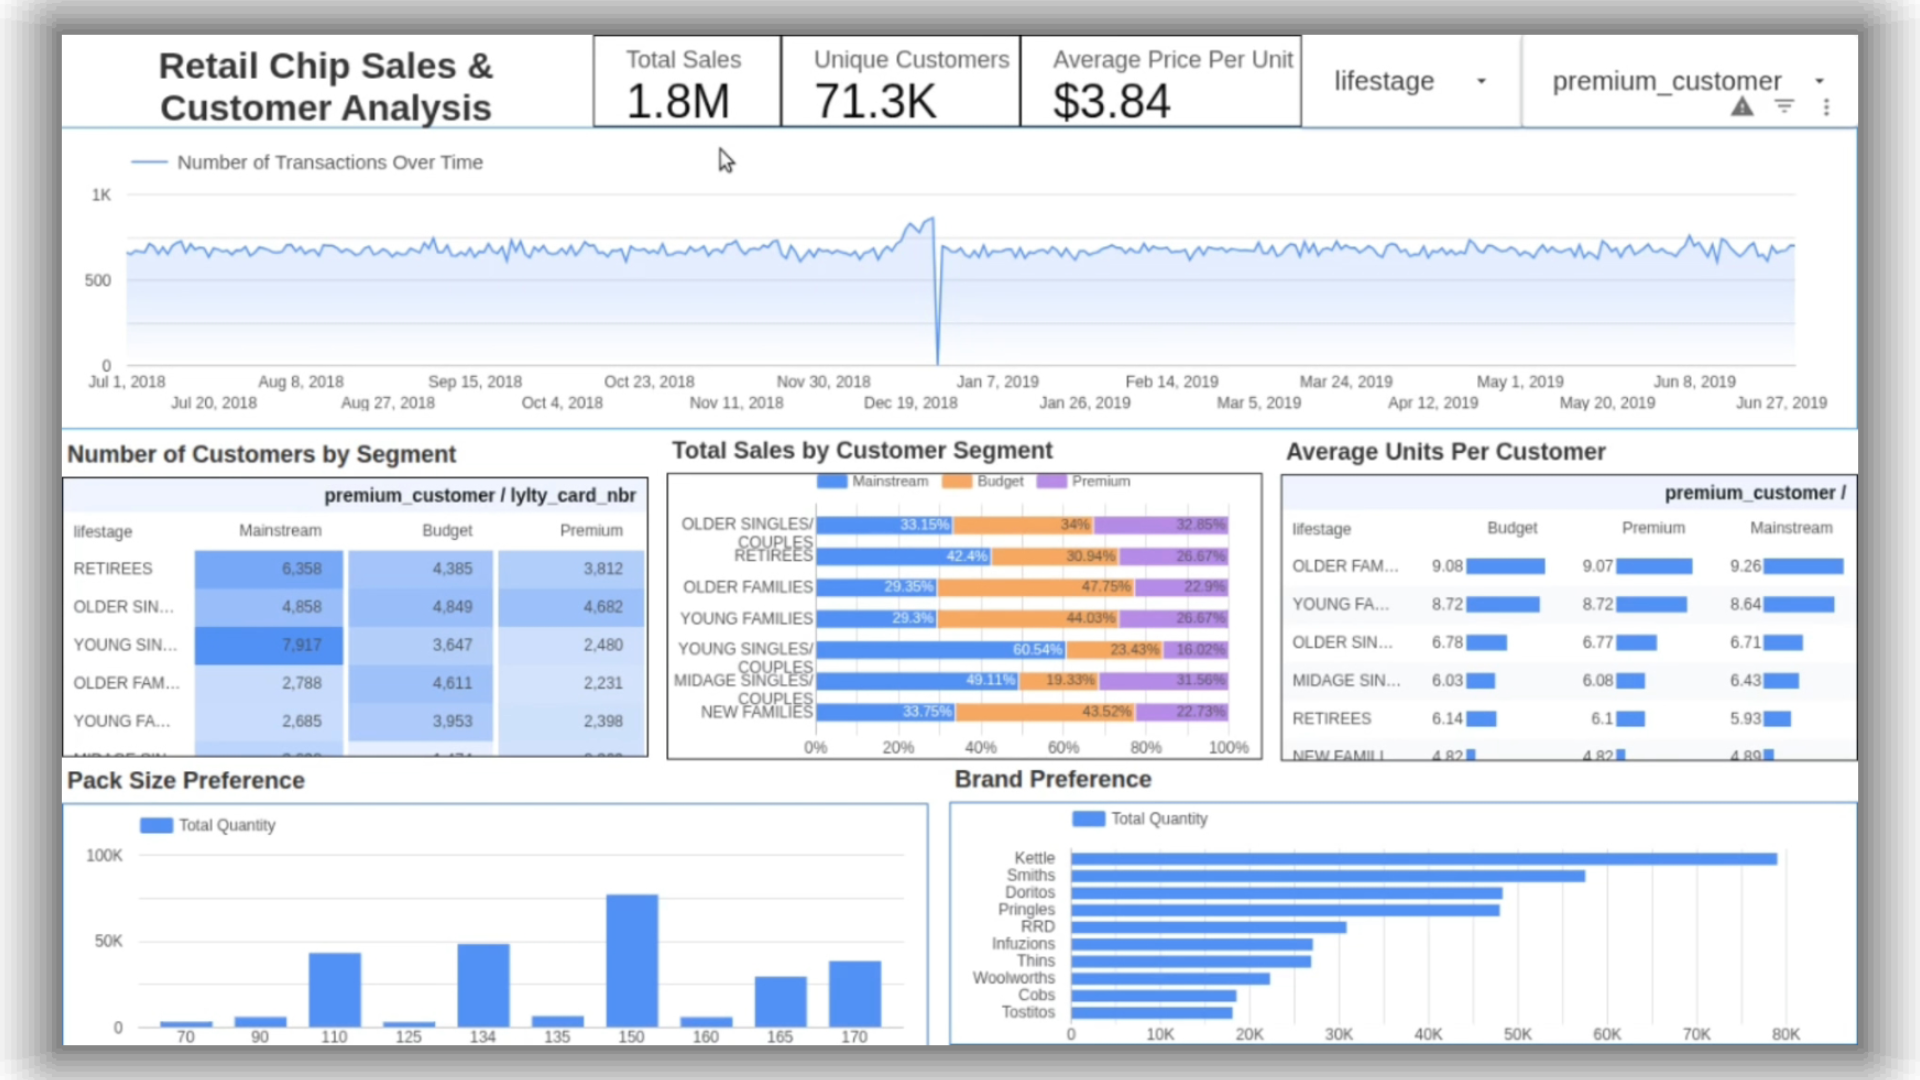 Retail Chip Sales &
Customer Analysis
Total Sales
1.8M
Unique Customers
71.3K
Average Price Per Unit
$3.84
lifestage
premium_customer
Number of Transactions Over Time
1K
500
0
Jul 1, 2018 Aug 8, 2018 Sep 15, 2018 Oct 23, 2018 Nov 30, 2018 Jan 7, 2019 Feb 14, 2019 Mar 24, 2019 May 1, 2019 Jun 8, 2019
Jul 20, 2018 Aug 27, 2018 Oct 4, 2018 Nov 11, 2018 Dec 19, 2018 Jan 26, 2019 Mar 5, 2019 Apr 12, 2019 May 20, 2019 Jun 27, 2019
Number of Customers by Segment
premium_customer / lylty_card_nbr
lifestage Mainstream Budget Premium
RETIREES 6,358 4,385 3,812
OLDER SIN... 4,858 4,849 4,682
YOUNG SIN... 7,917 3,647 2,480
OLDER FAM... 2,788 4,611 2,231
YOUNG FA... 2,685 3,953 2,398
Total Sales by Customer Segment
Mainstream Budget Premium
OLDER SINGLES/
COUPLES
33.15% 34% 32.85%
RETIREES 42.4% 30.94% 26.67%
OLDER FAMILIES 29.35% 47.75% 22.9%
YOUNG FAMILIES 29.3% 44.03% 26.67%
YOUNG SINGLES/
COUPLES
60.54% 23.43% 16.02%
MIDAGE SINGLES/
COUPLES
49.11% 19.33% 31.56%
NEW FAMILIES 33.75% 43.52% 22.73%
0% 20% 40% 60% 80% 100%
Average Units Per Customer
premium_customer /
lifestage Budget Premium Mainstream
OLDER FAM... 9.08 9.07 9.26
YOUNG FA... 8.72 8.72 8.64
OLDER SIN... 6.78 6.77 6.71
MIDAGE SIN... 6.03 6.08 6.43
RETIREES 6.14 6.1 5.93
NEW FAMILI 4.82 4.82 4.89
Pack Size Preference
Total Quantity
100K
50K
0
70 90 110 125 134 135 150 160 165 170
Brand Preference
Total Quantity
Kettle
Smiths
Doritos
Pringles
RRD
Infuzions
Thins
Woolworths
Cobs
Tostitos
0 10K 20K 30K 40K 50K 60K 70K 80K